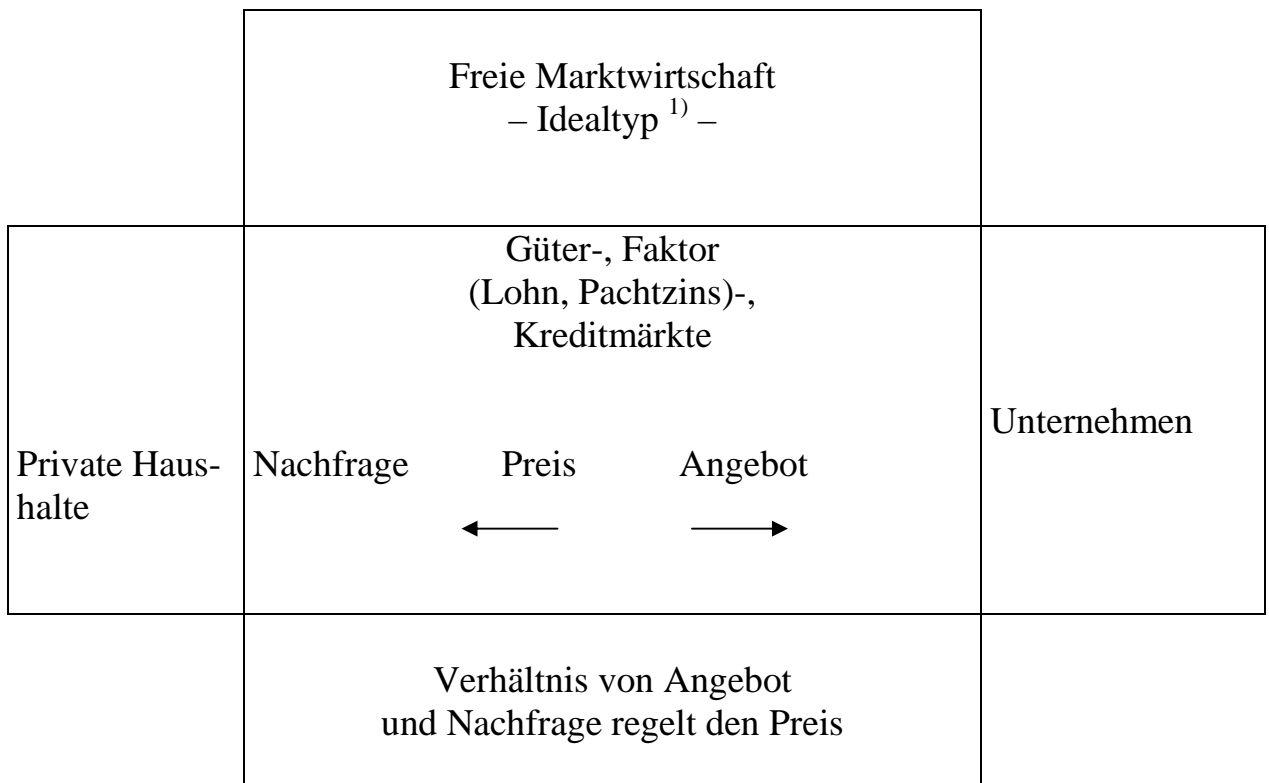 Freie Marktwirtschaft
– Idealtyp ¹⁾ –
Güter-, Faktor
(Lohn, Pachtzins)-,
Kreditmärkte
Private Haus-
halte
Nachfrage Preis Angebot
Unternehmen
Verhältnis von Angebot
und Nachfrage regelt den Preis